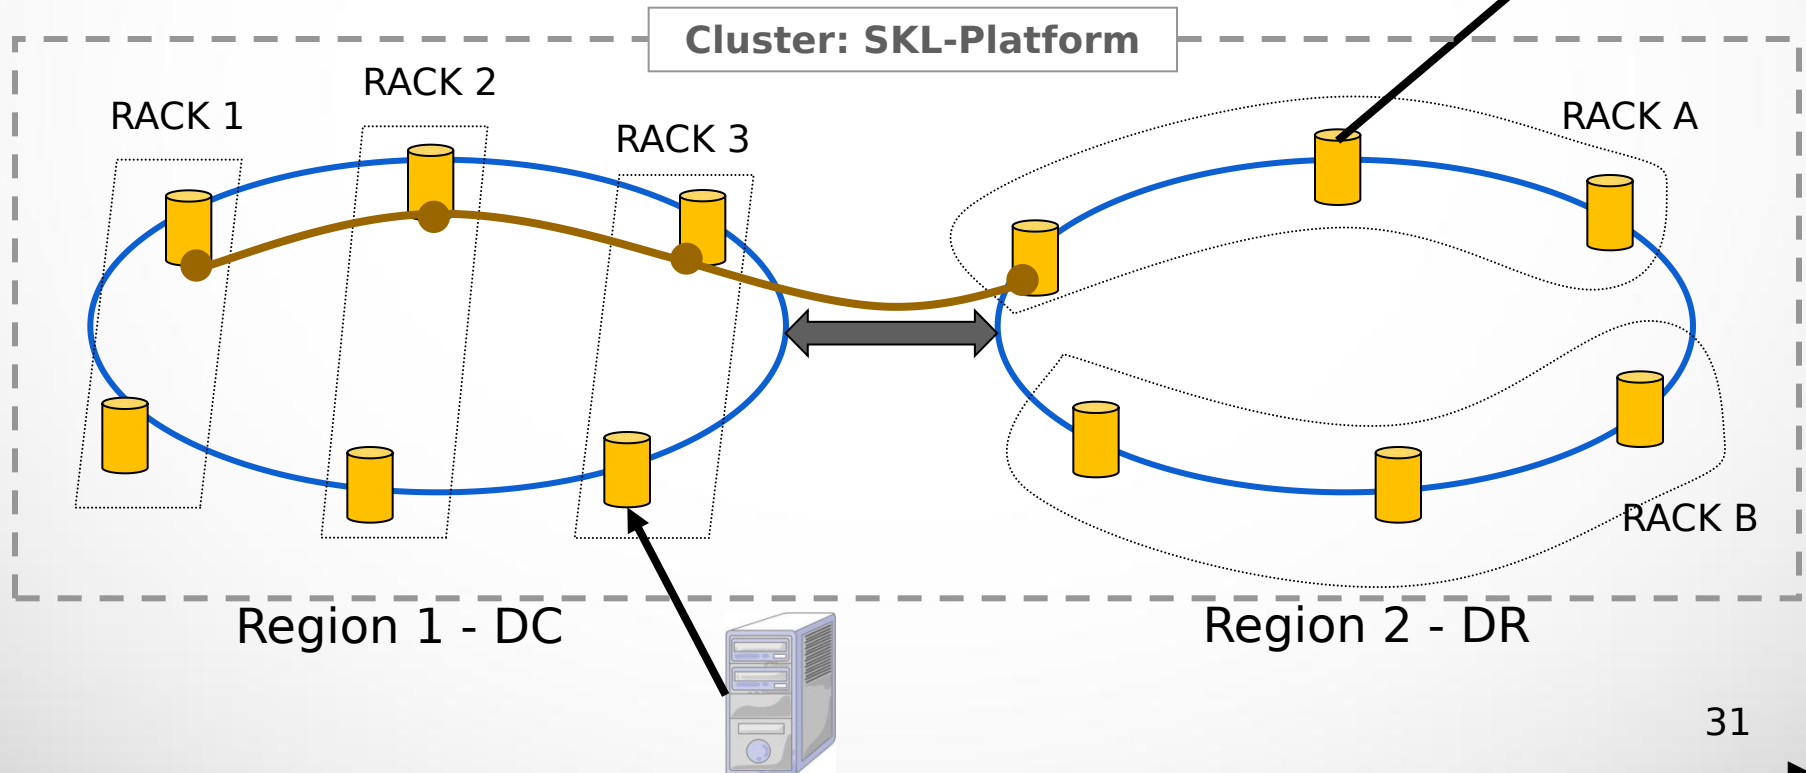 Cluster: SKL-Platform
RACK 1
RACK 2
RACK 3
RACK A
RACK B
Region 1 - DC
Region 2 - DR
31